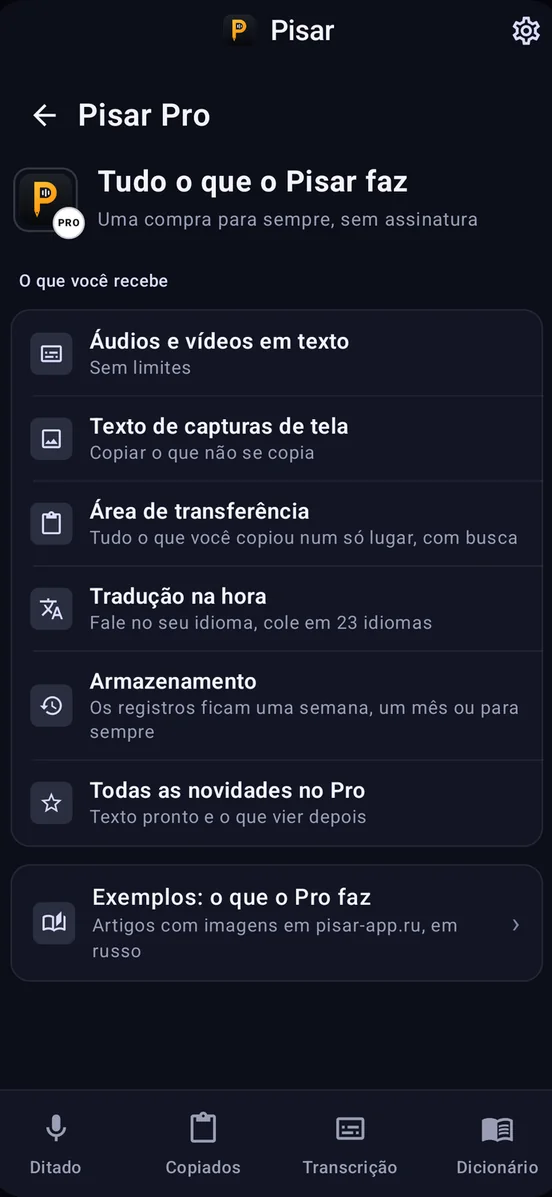 Pisar
Pisar Pro
Tudo o que o Pisar faz
PRO
Uma compra para sempre, sem assinatura
O que você recebe
Áudios e vídeos em texto
Sem limites
Texto de capturas de tela
Copiar o que não se copia
Área de transferência
Tudo o que você copiou num só lugar, com busca
Tradução na hora
Fale no seu idioma, cole em 23 idiomas
Armazenamento
Os registros ficam uma semana, um mês ou para
sempre
Todas as novidades no Pro
Texto pronto e o que vier depois
Exemplos: o que o Pro faz
Artigos com imagens em pisar-app.ru, em
russo
Ditado
Copiados
Transcrição
Dicionário